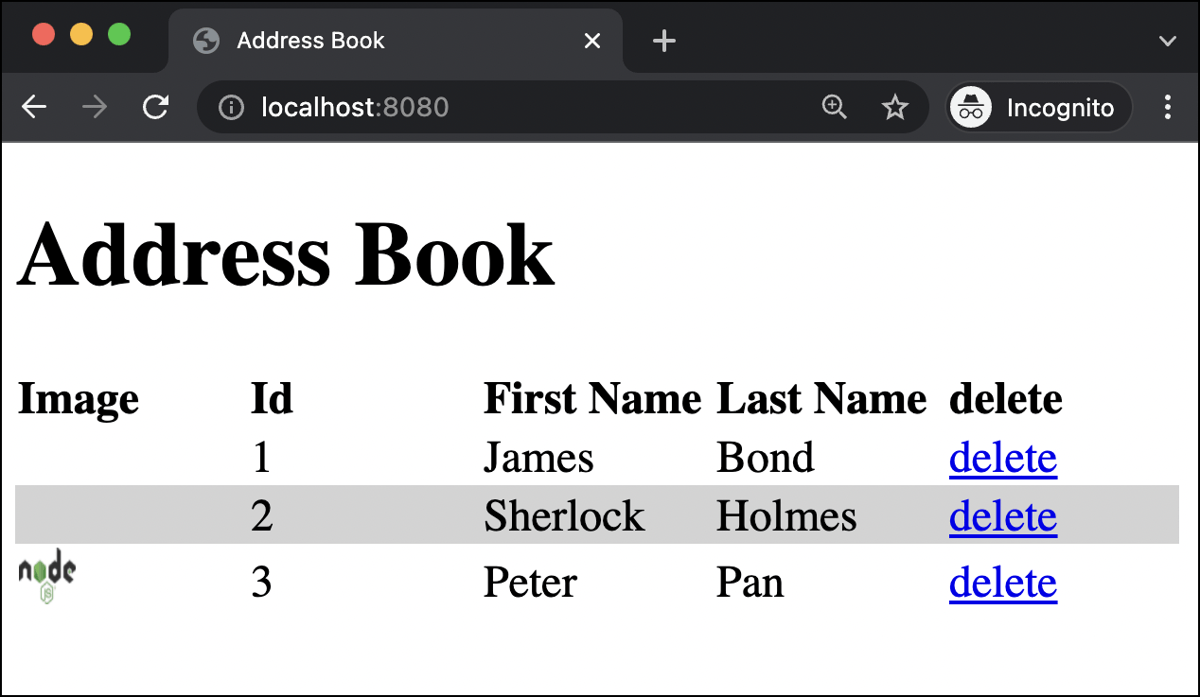 Address Book
localhost:8080
Incognito
Address Book
Image Id First Name Last Name delete
1 James Bond delete
2 Sherlock Holmes delete
node
JS
3 Peter Pan delete